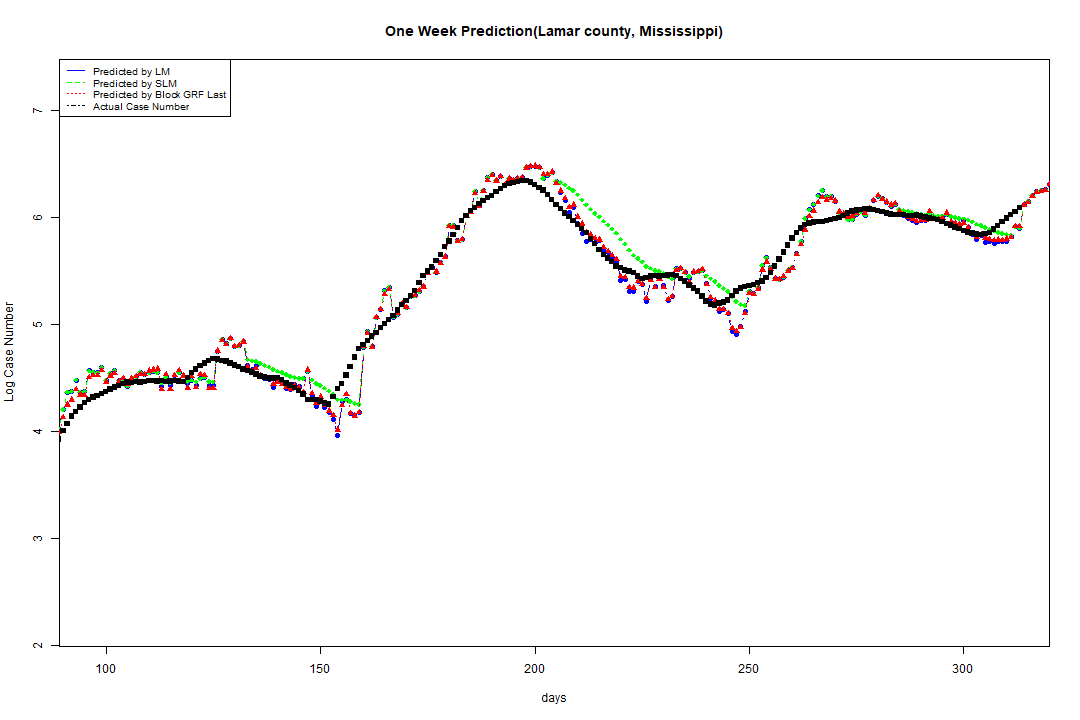 One Week Prediction(Lamar county, Mississippi)
Predicted by LM
Predicted by SLM
Predicted by Block GRF Last
Actual Case Number
7
6
5
4
3
2
Log Case Number
100 150 200 250 300
days